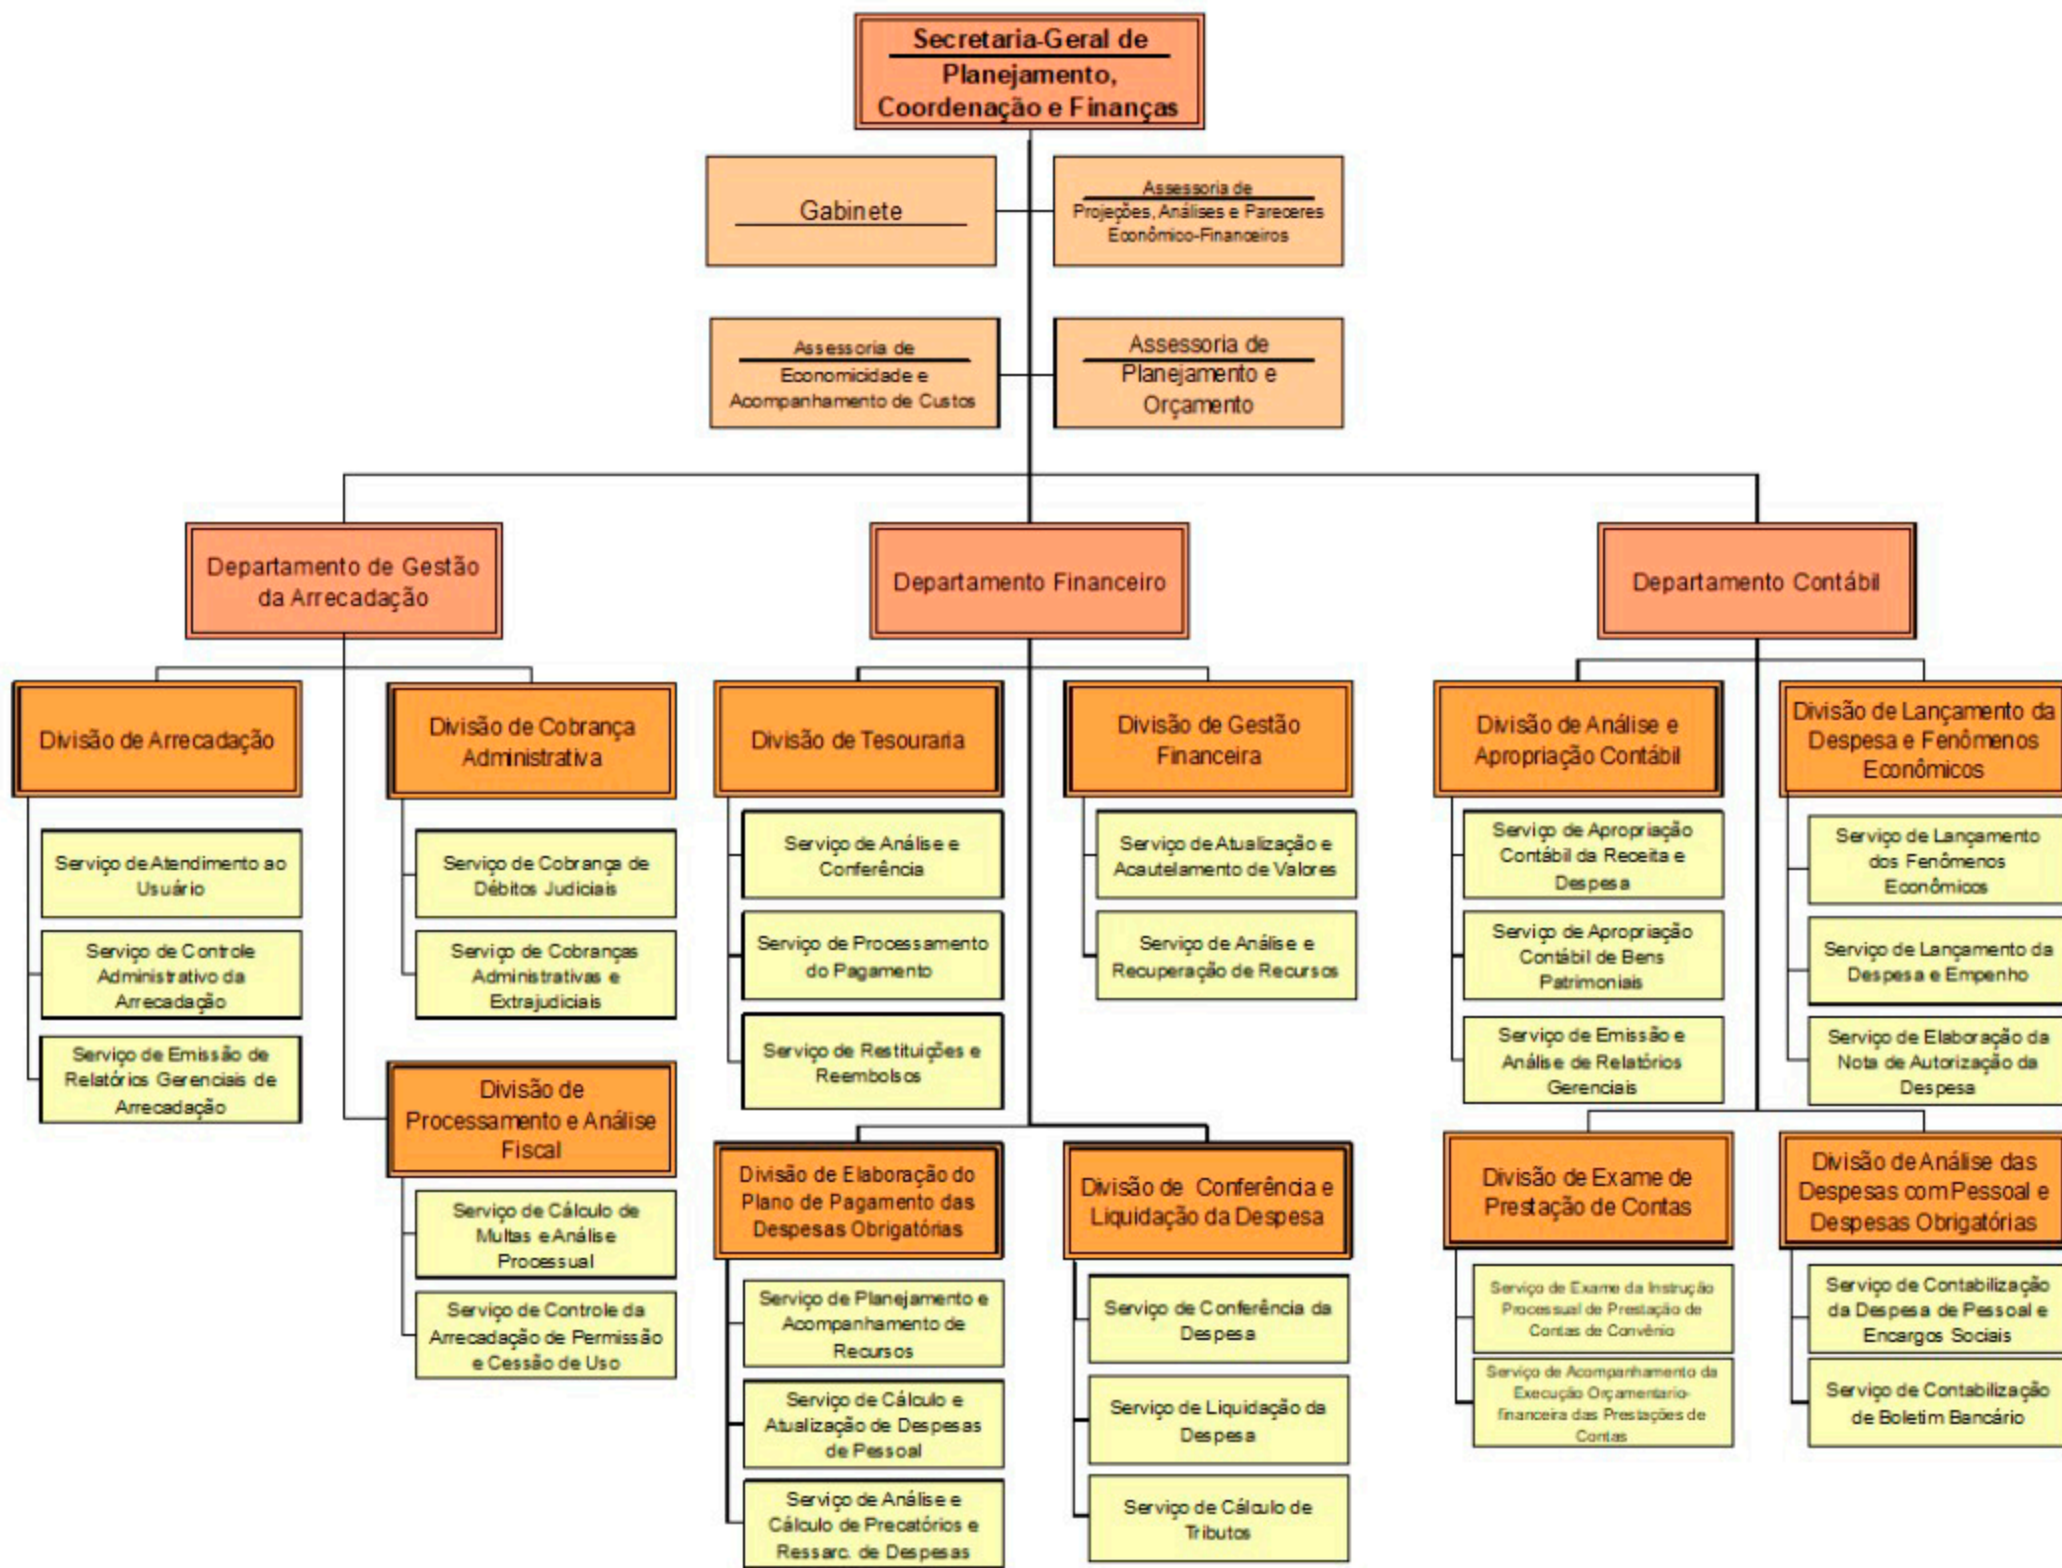 Secretaria-Geral de
Planejamento,
Coordenação e Finanças
Gabinete
Assessoria de
Projeções, Análises e Pareceres
Econômico-Financeiros
Assessoria de
Economicidade e
Acompanhamento de Custos
Assessoria de
Planejamento e
Orçamento
Departamento de Gestão
da Arrecadação
Departamento Financeiro
Departamento Contábil
Divisão de Arrecadação
Serviço de Atendimento ao
Usuário
Serviço de Controle
Administrativo da
Arrecadação
Serviço de Emissão de
Relatórios Gerenciais de
Arrecadação
Divisão de Cobrança
Administrativa
Serviço de Cobrança de
Débitos Judiciais
Serviço de Cobranças
Administrativas e
Extrajudiciais
Divisão de
Processamento e Análise
Fiscal
Serviço de Cálculo de
Multas e Análise
Processual
Serviço de Controle da
Arrecadação de Permissão
e Cessão de Uso
Divisão de Tesouraria
Serviço de Análise e
Conferência
Serviço de Processamento
do Pagamento
Serviço de Restituições e
Reembolsos
Divisão de Gestão
Financeira
Serviço de Atualização e
Acautelamento de Valores
Serviço de Análise e
Recuperação de Recursos
Divisão de Elaboração do
Plano de Pagamento das
Despesas Obrigatórias
Serviço de Planejamento e
Acompanhamento de
Recursos
Serviço de Cálculo e
Atualização de Despesas
de Pessoal
Serviço de Análise e
Cálculo de Precatórios e
Ressarc. de Despesas
Divisão de Conferência e
Liquidação da Despesa
Serviço de Conferência da
Despesa
Serviço de Liquidação da
Despesa
Serviço de Cálculo de
Tributos
Divisão de Análise e
Apropriação Contábil
Serviço de Apropriação
Contábil da Receita e
Despesa
Serviço de Apropriação
Contábil de Bens
Patrimoniais
Serviço de Emissão e
Análise de Relatórios
Gerenciais
Divisão de Lançamento da
Despesa e Fenômenos
Econômicos
Serviço de Lançamento
dos Fenômenos
Econômicos
Serviço de Lançamento da
Despesa e Empenho
Serviço de Elaboração da
Nota de Autorização da
Despesa
Divisão de Exame de
Prestação de Contas
Serviço de Exame da Instrução
Processual de Prestação de
Contas de Convênio
Serviço de Acompanhamento da
Execução Orçamentario-
financeira das Prestações de
Contas
Divisão de Análise das
Despesas com Pessoal e
Despesas Obrigatórias
Serviço de Contabilização
da Despesa de Pessoal e
Encargos Sociais
Serviço de Contabilização
de Boletim Bancário